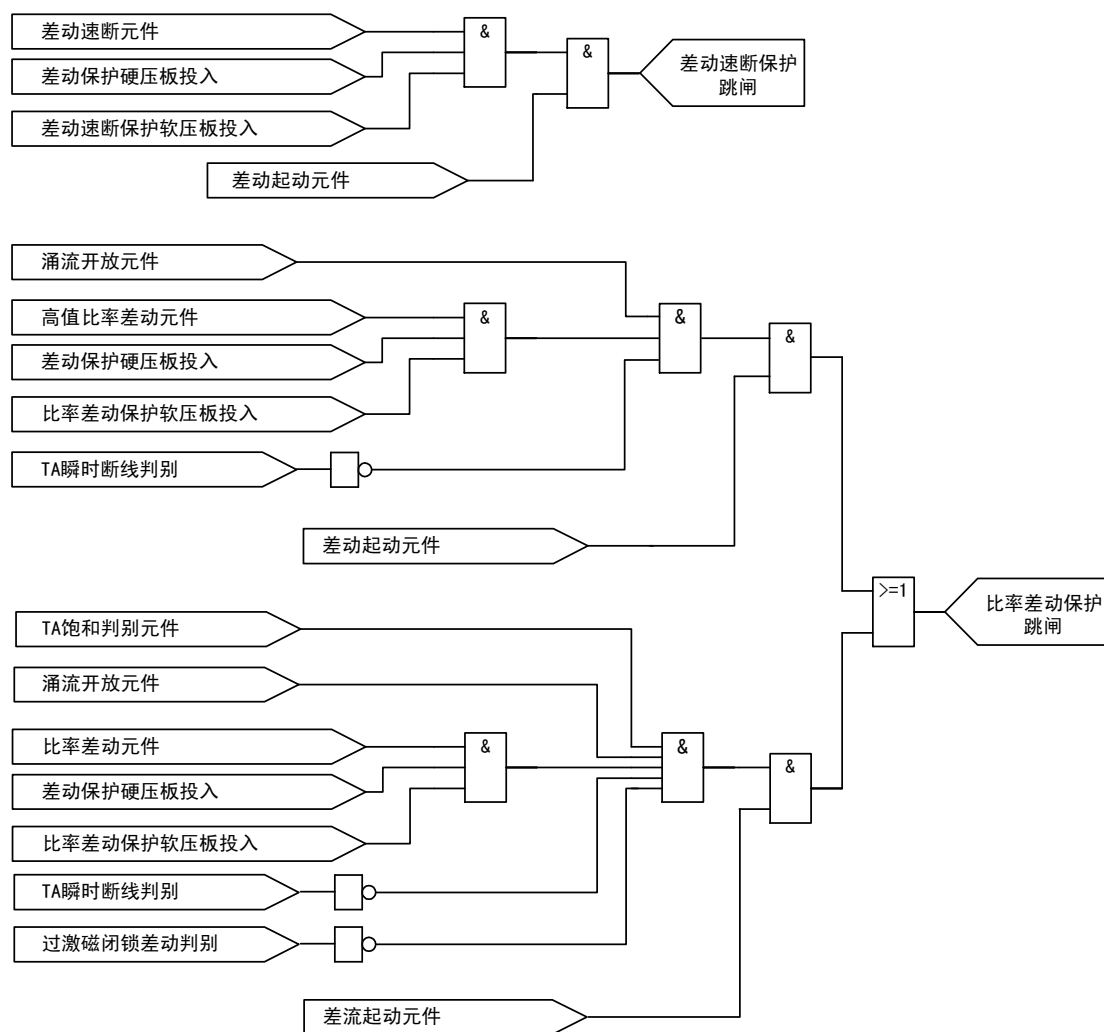 差动速断元件
&
差动保护硬压板投入
&
差动速断保护
跳闸
差动速断保护软压板投入
差动起动元件
涌流开放元件
高值比率差动元件
&
&
&
差动保护硬压板投入
比率差动保护软压板投入
TA瞬时断线判别
差动起动元件
>=1
比率差动保护
跳闸
TA饱和判别元件
涌流开放元件
比率差动元件
&
&
&
差动保护硬压板投入
比率差动保护软压板投入
TA瞬时断线判别
过激磁闭锁差动判别
差流起动元件